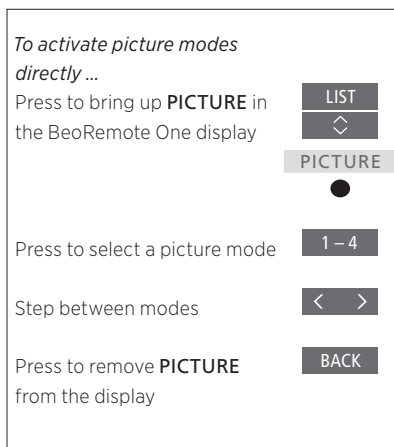 To activate picture modes
directly ...
Press to bring up PICTURE in
the BeoRemote One display
LIST
PICTURE
Press to select a picture mode
1 – 4
Step between modes
Press to remove PICTURE
from the display
BACK